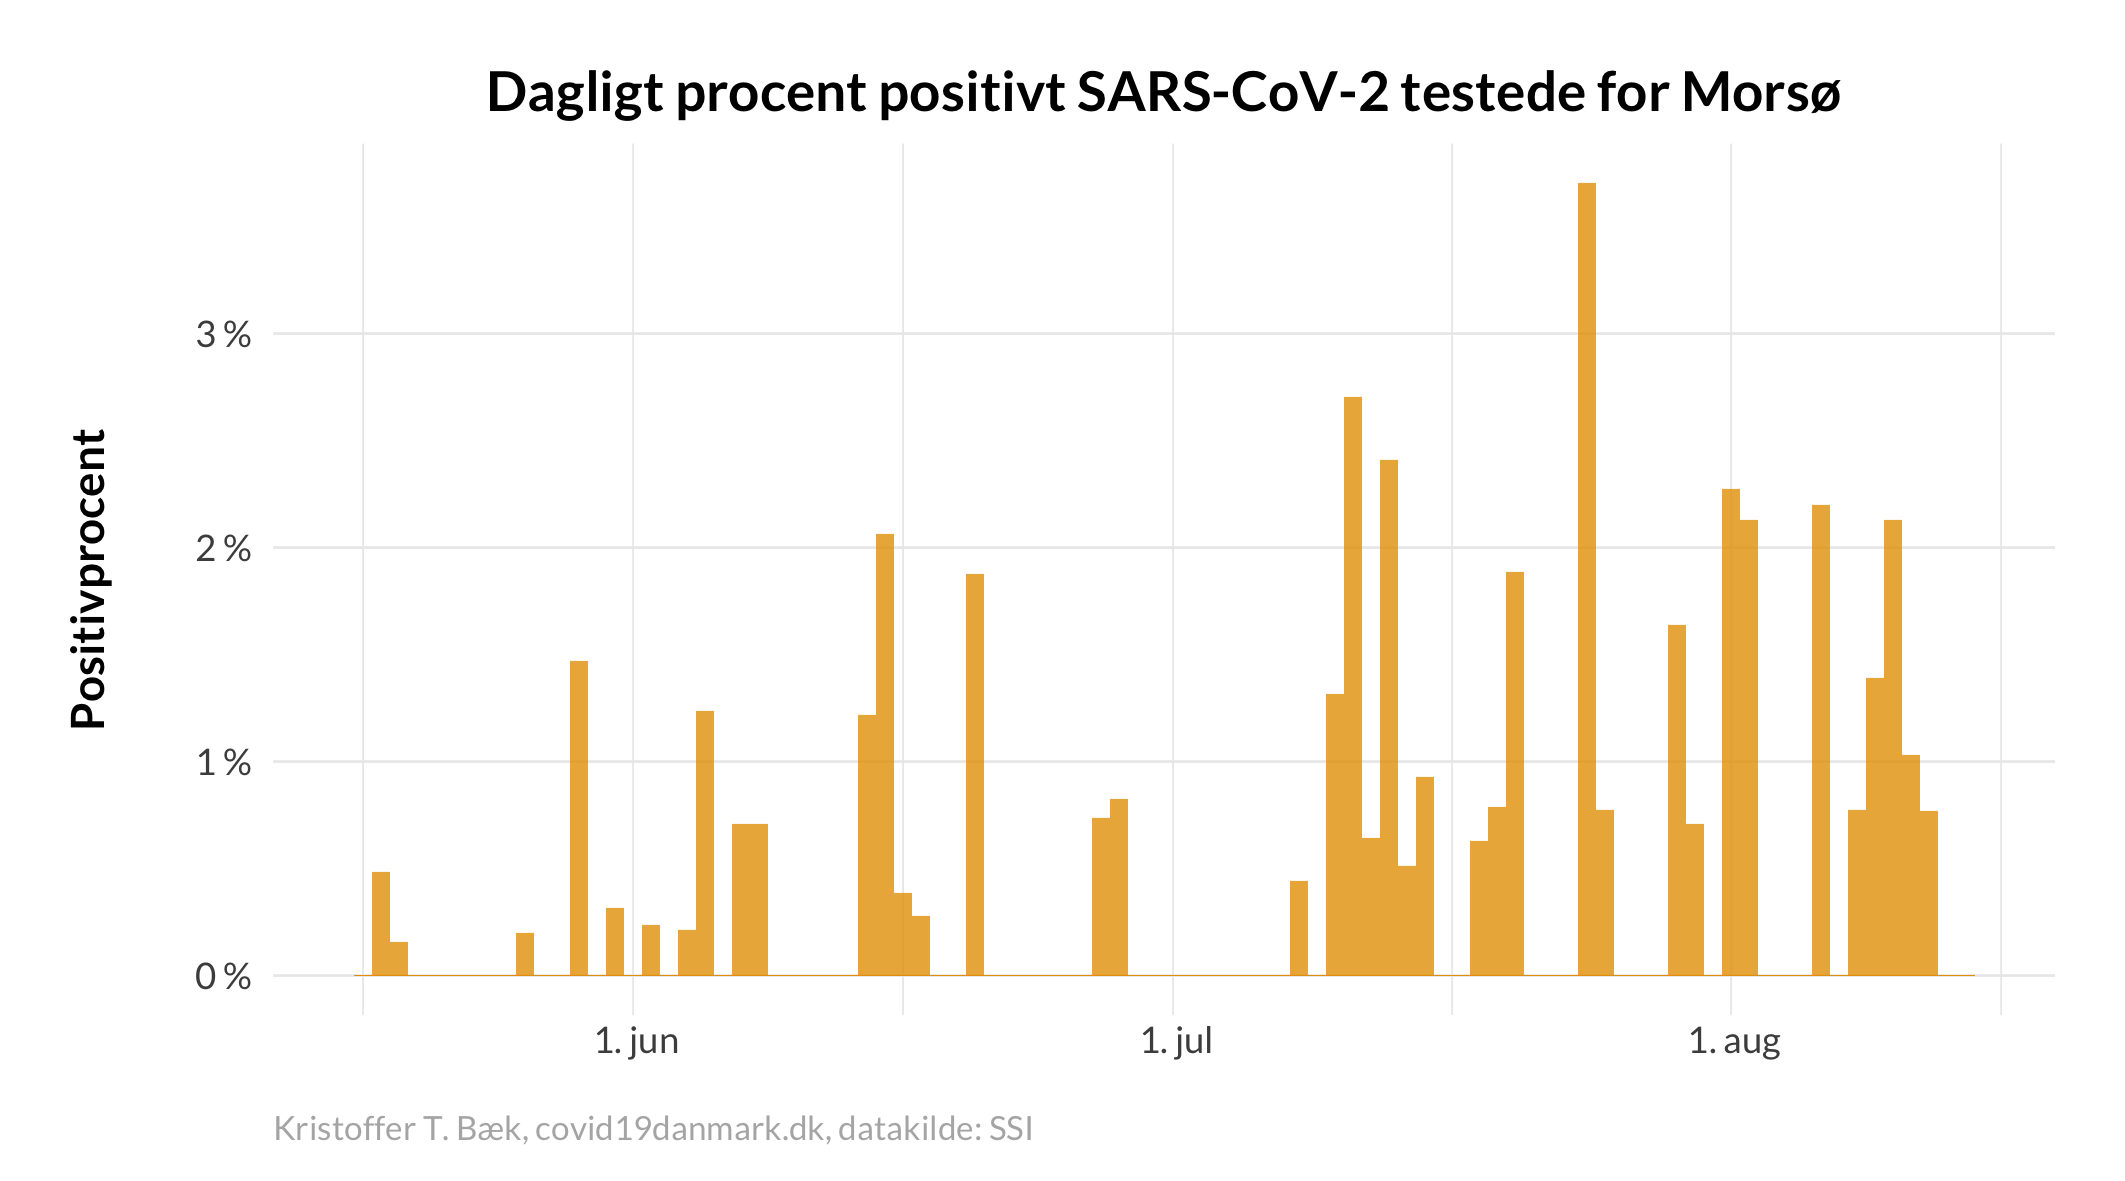 Dagligt procent positivt SARS-CoV-2 testede for Morsø
Positivprocent
3 %
2 %
1 %
0 %
1. jun
1. jul
1. aug
Kristoffer T. Bæk, covid19danmark.dk, datakilde: SSI